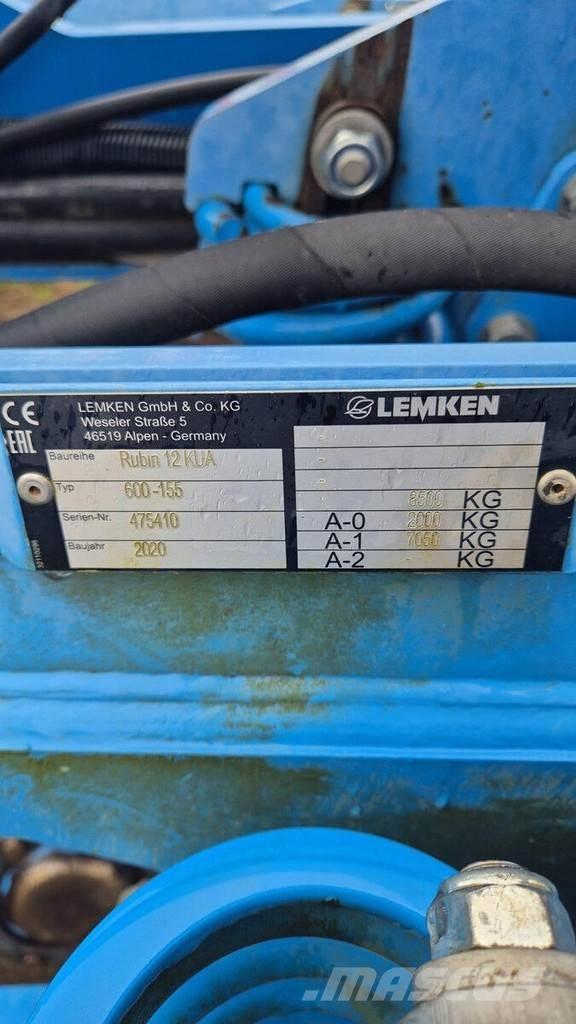 CE
EAC
LEMKEN GmbH & Co. KG
Weseler Straße 5
46519 Alpen - Germany
LEMKEN
Baureihe Rubin 12 KUA
Typ 600-155
Serien-Nr. 475410
Baujahr 2020
8500 KG
A-0 2000 KG
A-1 7050 KG
A-2 - KG
MASCUS